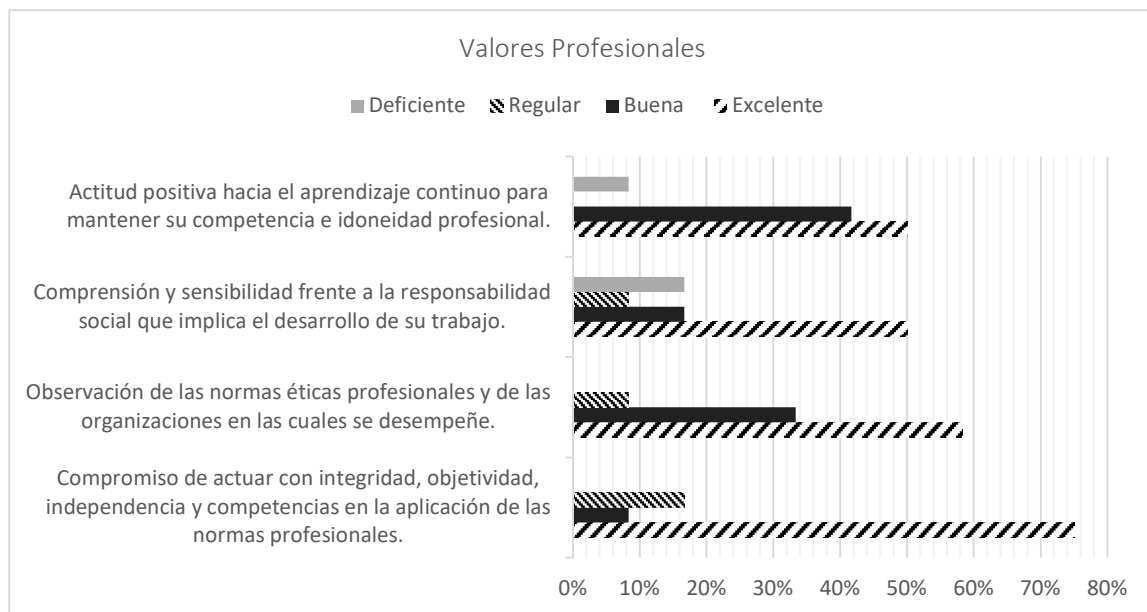 Valores Profesionales
Deficiente Regular Buena Excelente
Actitud positiva hacia el aprendizaje continuo para
mantener su competencia e idoneidad profesional.
Comprensión y sensibilidad frente a la responsabilidad
social que implica el desarrollo de su trabajo.
Observación de las normas éticas profesionales y de las
organizaciones en las cuales se desempeñe.
Compromiso de actuar con integridad, objetividad,
independencia y competencias en la aplicación de las
normas profesionales.
0% 10% 20% 30% 40% 50% 60% 70% 80%